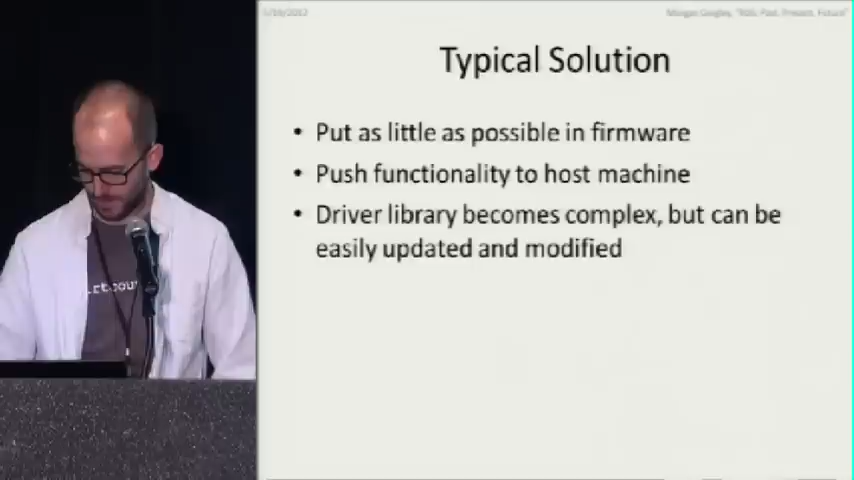 Typical Solution
• Put as little as possible in firmware
• Push functionality to host machine
• Driver library becomes complex, but can be
easily updated and modified